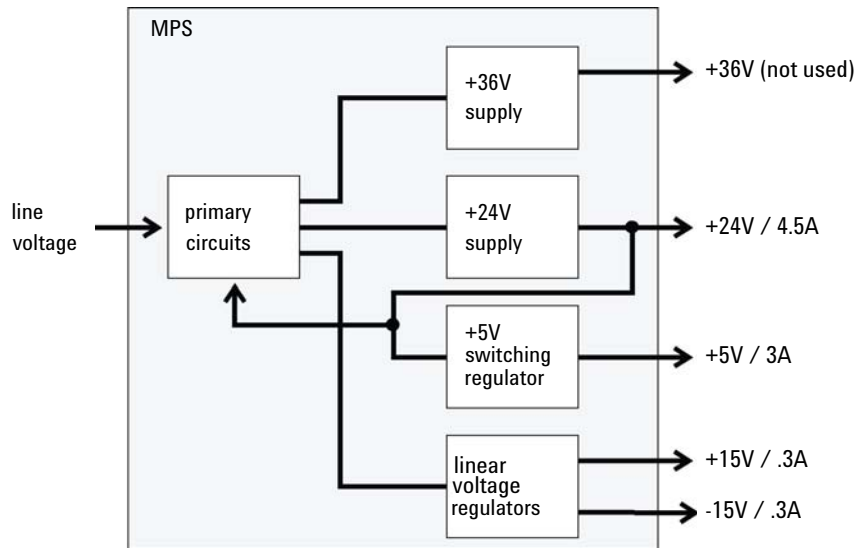 MPS
+36V
supply
+36V (not used)
line
voltage
primary
circuits
+24V
supply
+24V / 4.5A
+5V
switching
regulator
+5V / 3A
linear
voltage
regulators
+15V / .3A
-15V / .3A